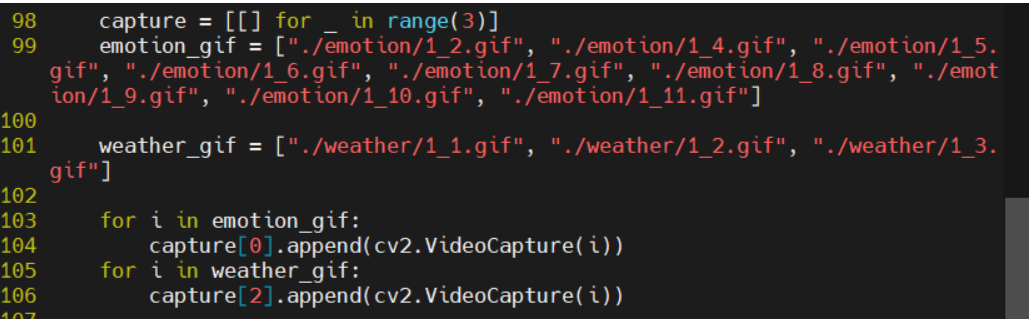 98     capture = [[] for _ in range(3)]
99     emotion_gif = ["./emotion/1_2.gif", "./emotion/1_4.gif", "./emotion/1_5.
gif", "./emotion/1_6.gif", "./emotion/1_7.gif", "./emotion/1_8.gif", "./emot
ion/1_9.gif", "./emotion/1_10.gif", "./emotion/1_11.gif"]
100
101     weather_gif = ["./weather/1_1.gif", "./weather/1_2.gif", "./weather/1_3.
gif"]
102
103     for i in emotion_gif:
104         capture[0].append(cv2.VideoCapture(i))
105     for i in weather_gif:
106         capture[2].append(cv2.VideoCapture(i))
107